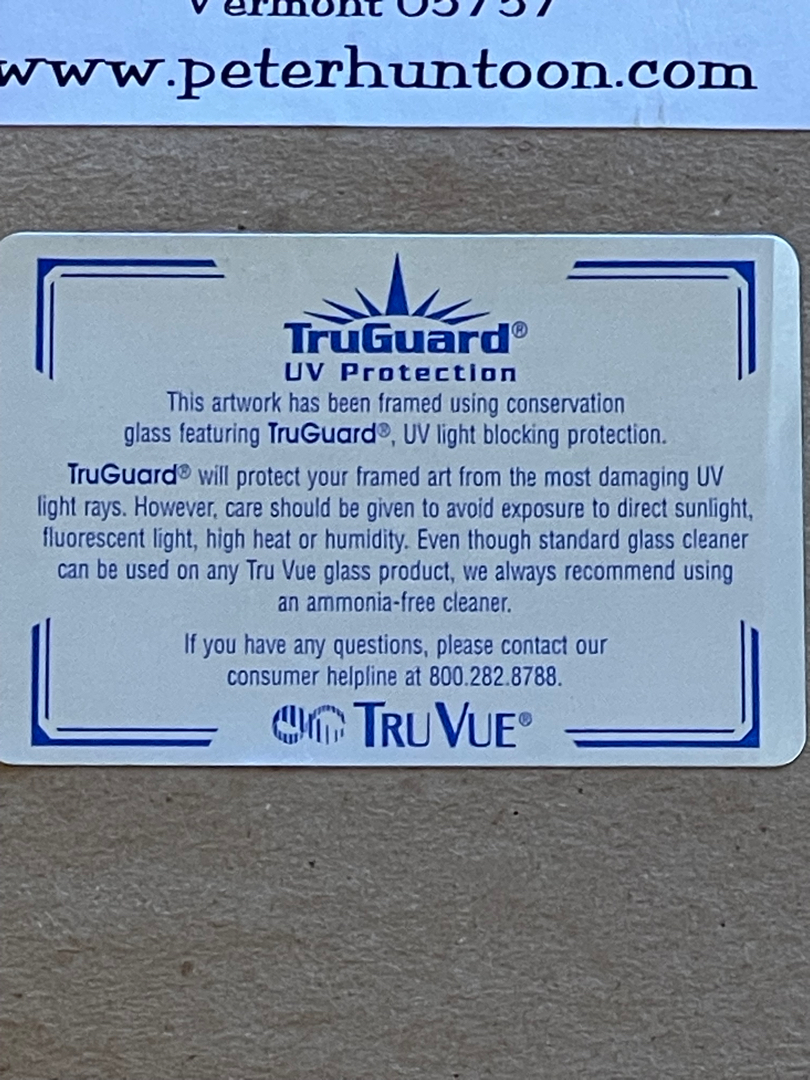 Vermont 05757
www.peterhuntoon.com
TruGuard®
UV Protection
This artwork has been framed using conservation
glass featuring TruGuard®, UV light blocking protection.
TruGuard® will protect your framed art from the most damaging UV
light rays. However, care should be given to avoid exposure to direct sunlight,
fluorescent light, high heat or humidity. Even though standard glass cleaner
can be used on any Tru Vue glass product, we always recommend using
an ammonia-free cleaner.
If you have any questions, please contact our
consumer helpline at 800.282.8788.
TRU VUE®